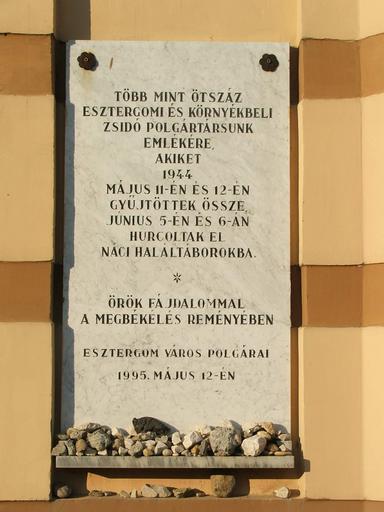 TÖBB MINT ÖTSZÁZ
ESZTERGOMI ÉS KÖRNYÉKBELI
ZSIDÓ POLGÁRTÁRSUNK
EMLÉKÉRE,
AKIKET
1944
MÁJUS 11-ÉN ÉS 12-ÉN
GYŰJTÖTTEK ÖSSZE,
JÚNIUS 5-ÉN ÉS 6-ÁN
HURCOLTAK EL
NÁCI HALÁLTÁBOROKBA.
*
ÖRÖK FÁJDALOMMAL
A MEGBÉKELÉS REMÉNYÉBEN
ESZTERGOM VÁROS POLGÁRAI
1995. MÁJUS 12-ÉN